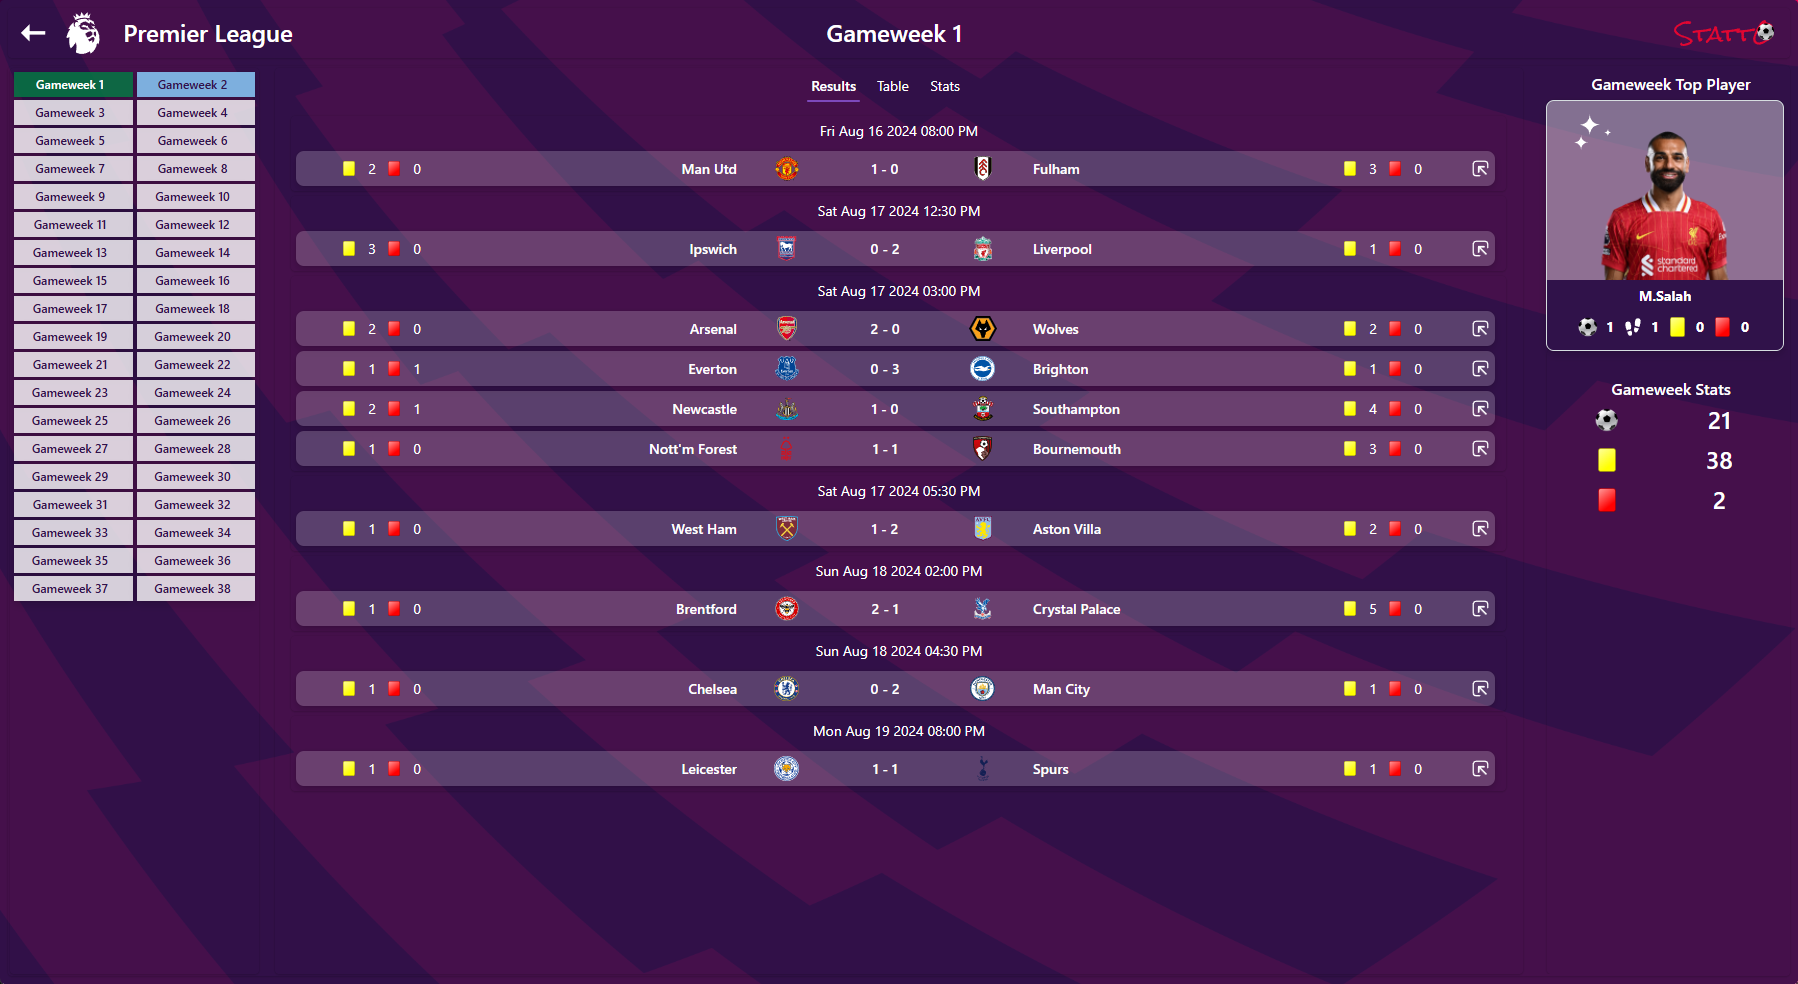 Premier League
Gameweek 1
STATTO
Gameweek 1 Gameweek 2
Gameweek 3 Gameweek 4
Gameweek 5 Gameweek 6
Gameweek 7 Gameweek 8
Gameweek 9 Gameweek 10
Gameweek 11 Gameweek 12
Gameweek 13 Gameweek 14
Gameweek 15 Gameweek 16
Gameweek 17 Gameweek 18
Gameweek 19 Gameweek 20
Gameweek 21 Gameweek 22
Gameweek 23 Gameweek 24
Gameweek 25 Gameweek 26
Gameweek 27 Gameweek 28
Gameweek 29 Gameweek 30
Gameweek 31 Gameweek 32
Gameweek 33 Gameweek 34
Gameweek 35 Gameweek 36
Gameweek 37 Gameweek 38
Results Table Stats
Fri Aug 16 2024 08:00 PM
2 0 Man Utd 1 - 0 Fulham 3 0
Sat Aug 17 2024 12:30 PM
3 0 Ipswich 0 - 2 Liverpool 1 0
Sat Aug 17 2024 03:00 PM
2 0 Arsenal 2 - 0 Wolves 2 0
1 1 Everton 0 - 3 Brighton 1 0
2 1 Newcastle 1 - 0 Southampton 4 0
1 0 Nott'm Forest 1 - 1 Bournemouth 3 0
Sat Aug 17 2024 05:30 PM
1 0 West Ham 1 - 2 Aston Villa 2 0
Sun Aug 18 2024 02:00 PM
1 0 Brentford 2 - 1 Crystal Palace 5 0
Sun Aug 18 2024 04:30 PM
1 0 Chelsea 0 - 2 Man City 1 0
Mon Aug 19 2024 08:00 PM
1 0 Leicester 1 - 1 Spurs 1 0
Gameweek Top Player
standard
chartered
M.Salah
1 1 0 0
Gameweek Stats
21
38
2